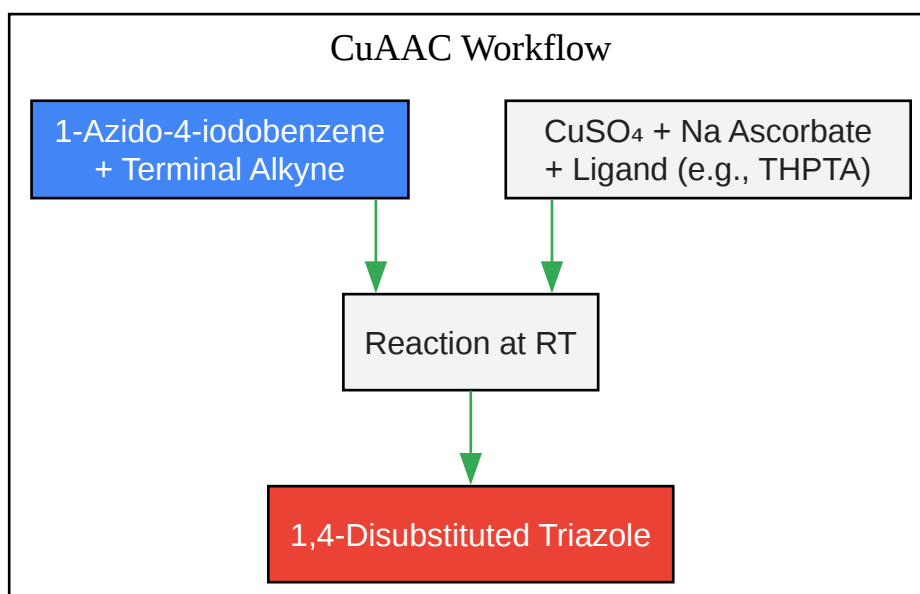 CuAAC Workflow
1-Azido-4-iodobenzene
+ Terminal Alkyne
CuSO₄ + Na Ascorbate
+ Ligand (e.g., THPTA)
Reaction at RT
1,4-Disubstituted Triazole